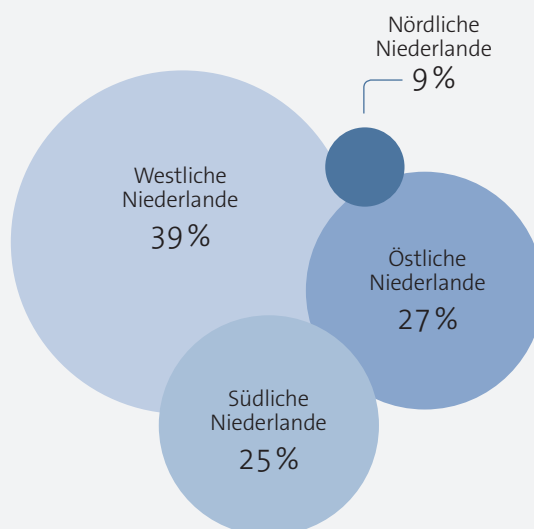 Nördliche
Niederlande
9%
Westliche
Niederlande
39%
Östliche
Niederlande
27%
Südliche
Niederlande
25%